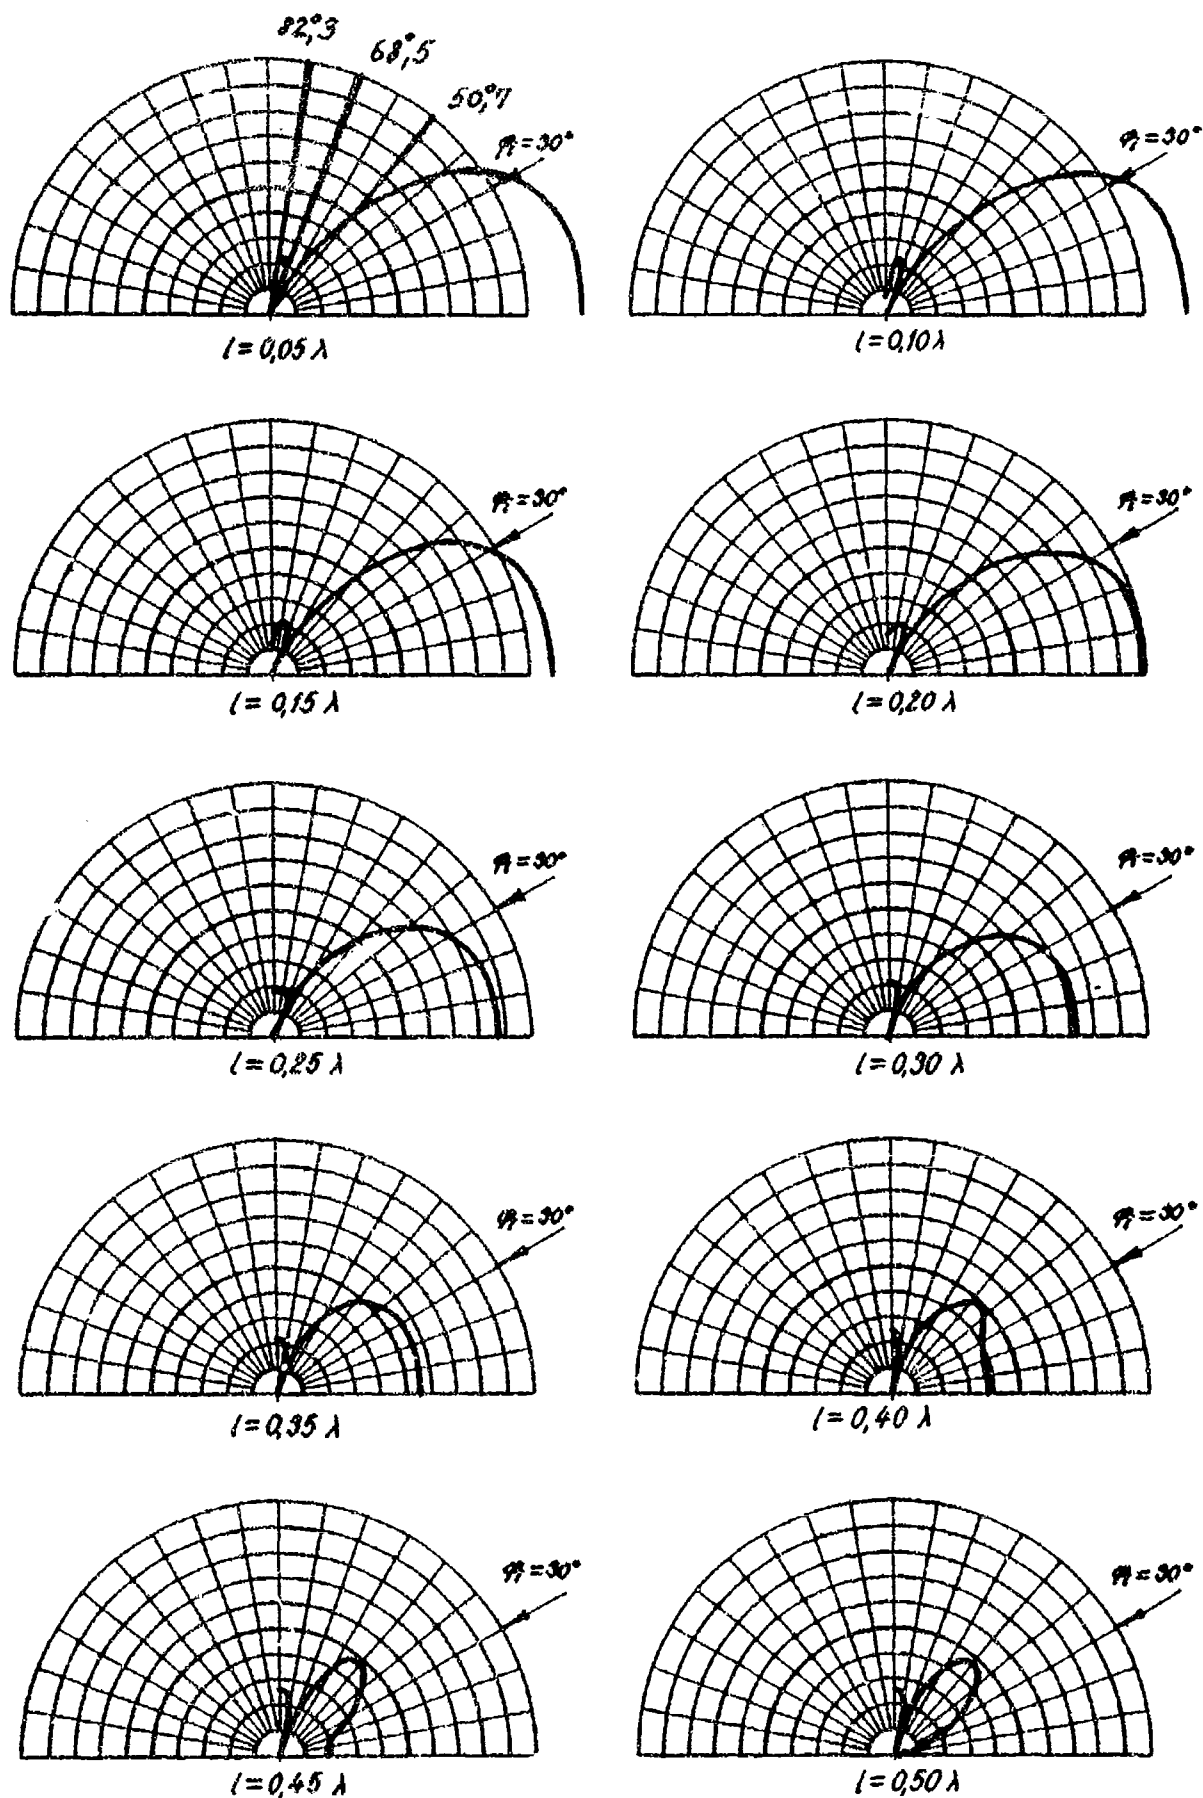 82°,3
68°,5
50°,7
φ₁=30°
φ₁=30°
l=0,05 λ
l=0,10 λ
φ₁=30°
φ₁=30°
l=0,15 λ
l=0,20 λ
φ₁=30°
φ₁=30°
l=0,25 λ
l=0,30 λ
φ₁=30°
φ₁=30°
l=0,35 λ
l=0,40 λ
φ₁=30°
φ₁=30°
l=0,45 λ
l=0,50 λ